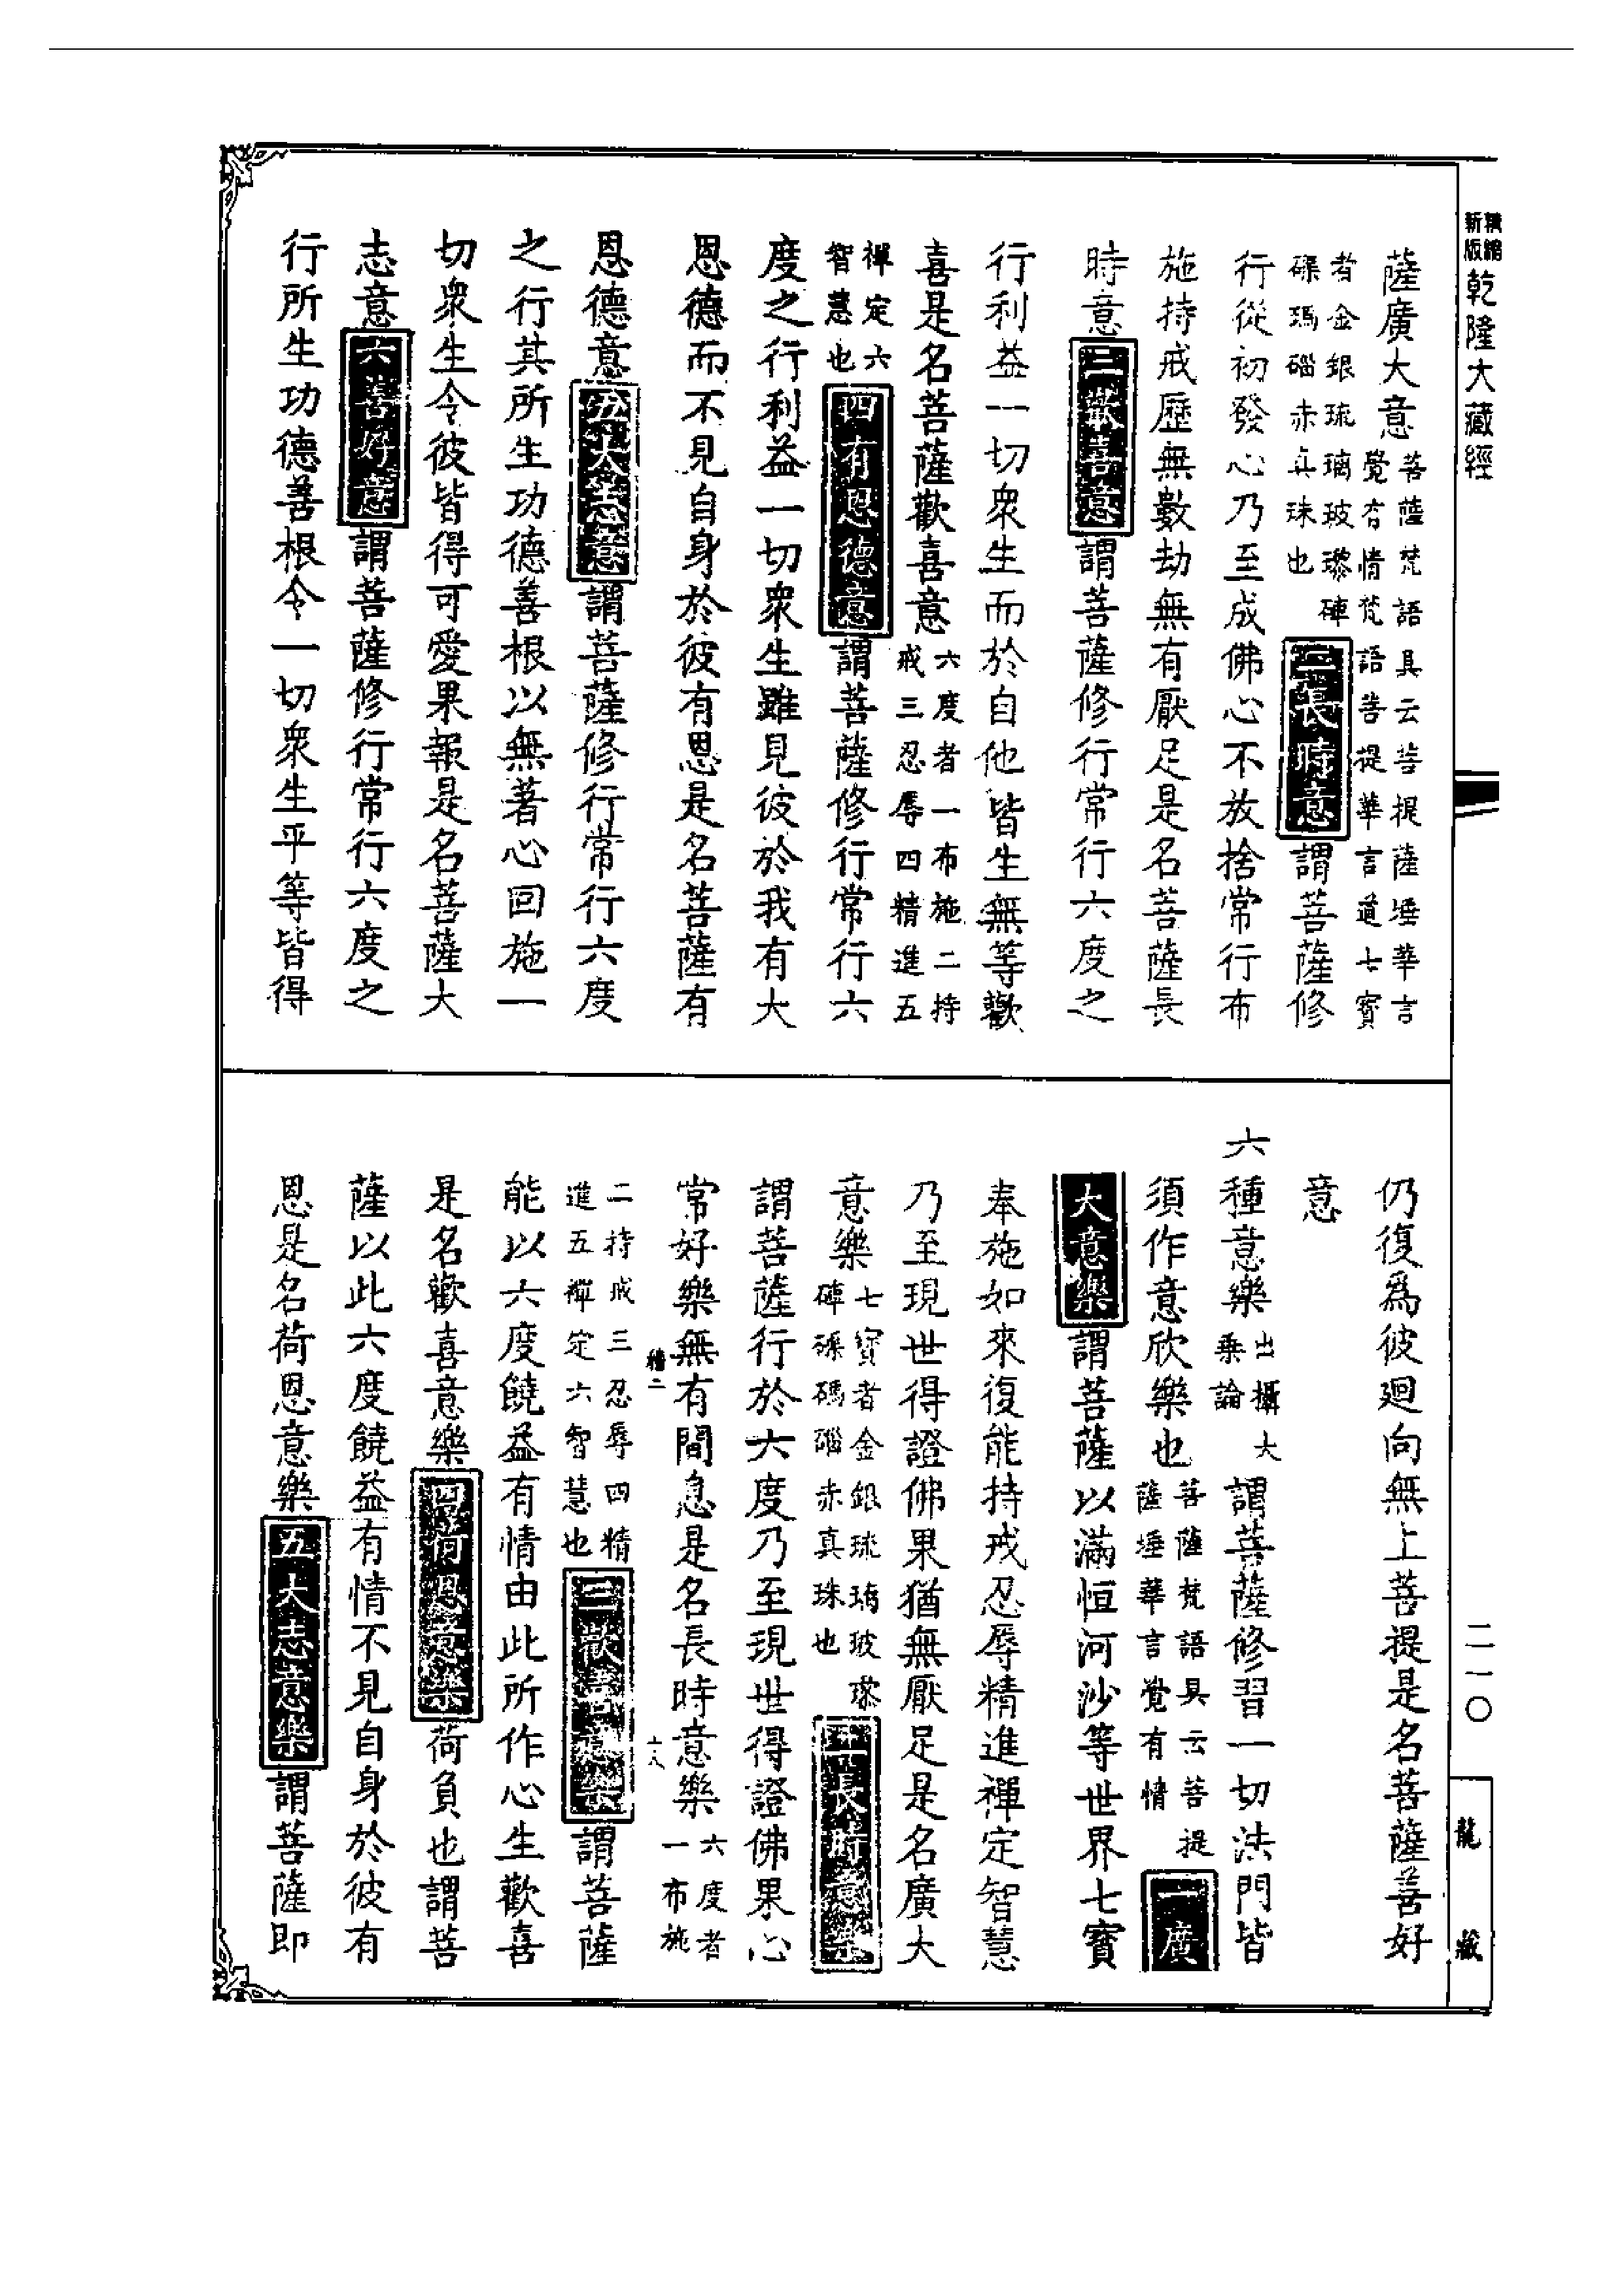 新版精縮乾隆大藏經
薩廣大意菩薩梵語具云菩提薩埵華言覺有情梵語菩提華言道七寶
者金銀琉璃玻瓈硨磲瑪瑙赤真珠也二長時意謂菩薩修
行從初發心乃至成佛心不放捨常行布
施持戒歷無數劫無有厭足是名菩薩長
時意三歡喜意謂菩薩修行常行六度之
行利益一切衆生而於自他皆生無等歡
喜是名菩薩歡喜意六度者一布施二持戒三忍辱四精進五
禪定六智慧也四有恩德意謂菩薩修行常行六
度之行利益一切衆生雖見彼於我有大
恩德而不見自身於彼有恩是名菩薩有
恩德意五大志意謂菩薩修行常行六度
之行其所生功德善根以無著心回施一
切衆生令彼皆得可愛果報是名菩薩大
志意六善好意謂菩薩修行常行六度之
行所生功德善根令一切衆生平等皆得
仍復爲彼迴向無上菩提是名菩薩善好
意
六種意樂出攝大乗論謂菩薩修習一切法門皆
須作意欣樂也菩薩梵語具云菩提薩埵華言覺有情一廣
大意樂謂菩薩以滿恒河沙等世界七寶
奉施如來復能持戒忍辱精進禪定智慧
乃至現世得證佛果猶無厭足是名廣大
意樂七寶者金銀琉璃玻瓈硨磲碼瑙赤真珠也二長時意樂
謂菩薩行於六度乃至現世得證佛果心
常好樂無有間息是名長時意樂六度者一布施
二持戒三忍辱四精進五禪定六智慧也三歡喜意樂謂菩薩
能以六度饒益有情由此所作心生歡喜
是名歡喜意樂四荷恩意樂荷負也謂菩
薩以此六度饒益有情不見自身於彼有
恩是名荷恩意樂五大志意樂謂菩薩即
二一〇
龍藏